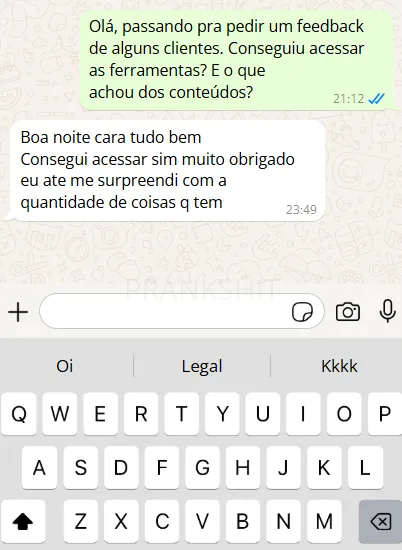 Olá, passando pra pedir um feedback
de alguns clientes. Conseguiu acessar
as ferramentas? E o que
achou dos conteúdos?
21:12
Boa noite cara tudo bem
Consegui acessar sim muito obrigado
eu ate me surpreendi com a
quantidade de coisas q tem
23:49
PRANKSHIT
Oi Legal Kkkk
Q W E R T Y U I O P
A S D F G H J K L
Z X C V B N M